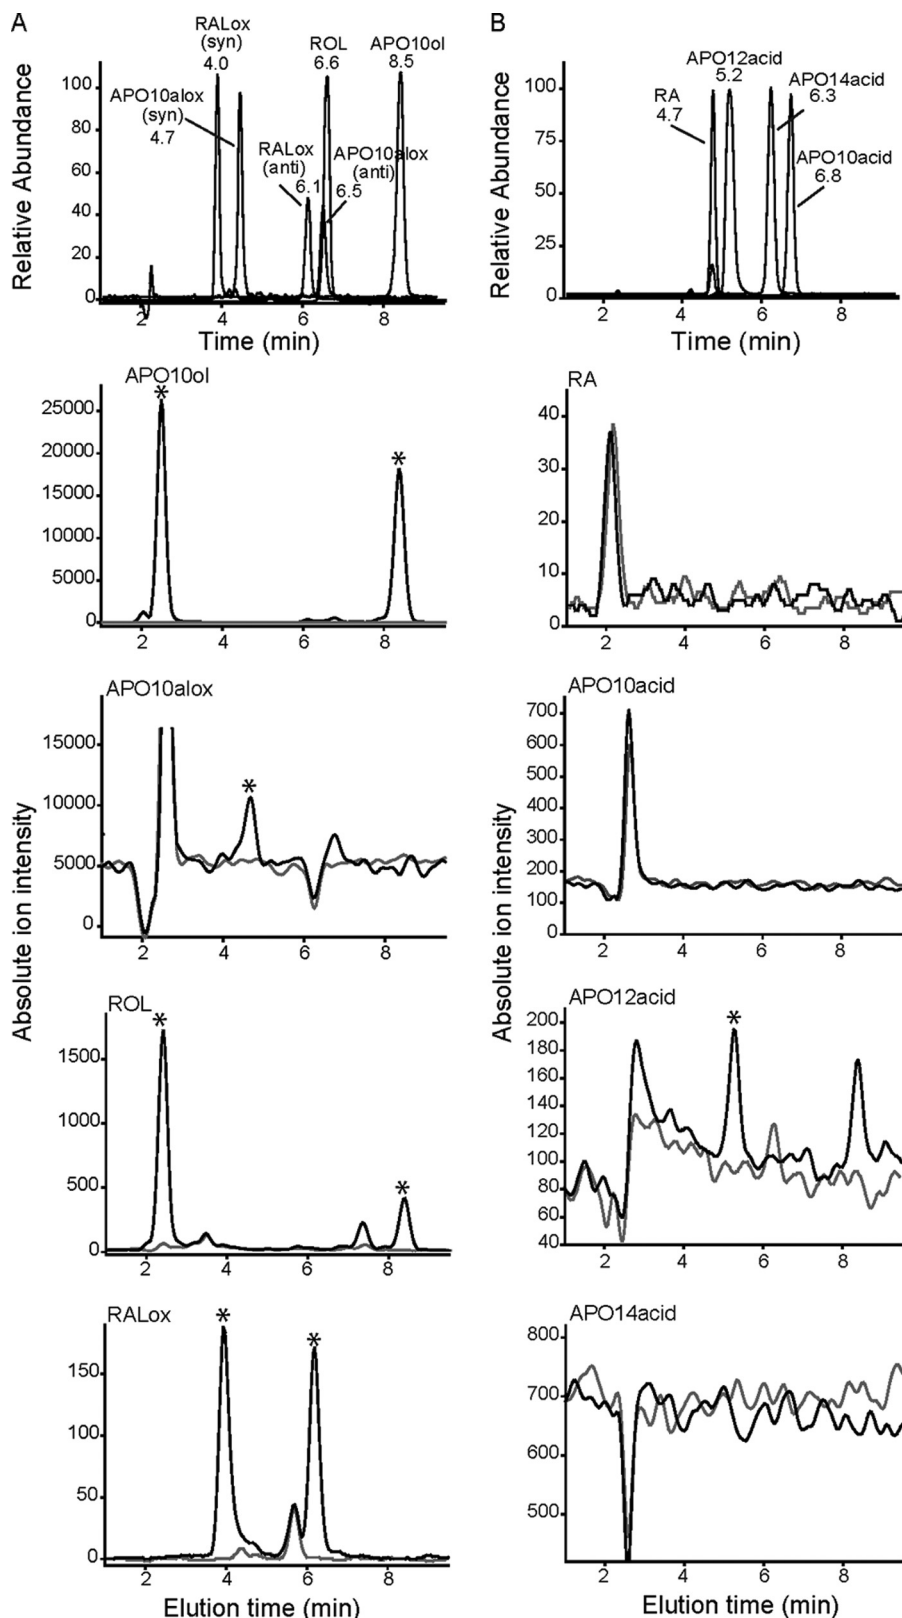 A
RALox
(syn)
4.0
ROL
6.6
APO10ol
8.5
APO10alox
(syn)
4.7
RALox
(anti)
6.1
APO10alox
(anti)
6.5
Relative Abundance
100
80
60
40
20
0
2 4 6 8
Time (min)
B
APO12acid
5.2
RA
4.7
APO14acid
6.3
APO10acid
6.8
Relative Abundance
100
75
50
25
0
2 4 6 8
Time (min)
APO10ol
* *
25000
20000
15000
10000
5000
0
2 4 6 8
RA
40
30
20
10
0
2 4 6 8
APO10alox
*
15000
10000
5000
0
2 4 6 8
APO10acid
700
600
500
400
300
200
100
0
2 4 6 8
Absolute ion intensity
Absolute ion intensity
ROL
* *
1500
1000
500
0
2 4 6 8
APO12acid
*
200
180
160
140
120
100
80
60
40
2 4 6 8
RALox
* *
150
100
50
0
2 4 6 8
Elution time (min)
APO14acid
800
700
600
500
2 4 6 8
Elution time (min)